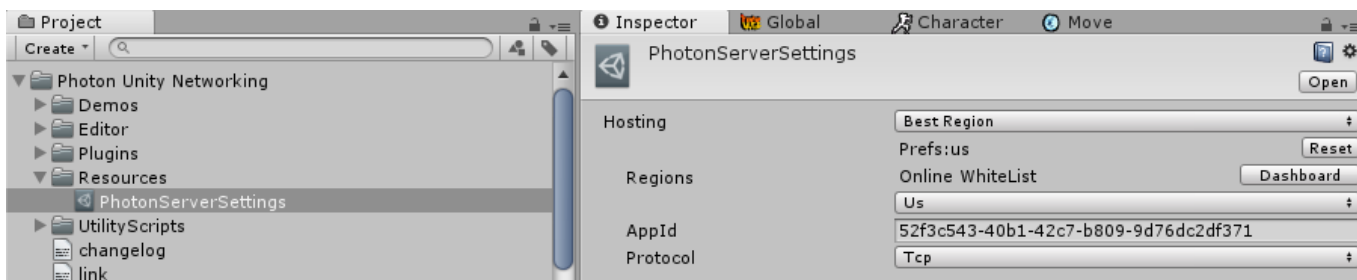 Project
Create
Photon Unity Networking
Demos
Editor
Plugins
Resources
PhotonServerSettings
UtilityScripts
changelog
link
Inspector Global Character Move
PhotonServerSettings
Open
Hosting Best Region
Prefs:us Reset
Regions Online WhiteList Dashboard
Us
AppId 52f3c543-40b1-42c7-b809-9d76dc2df371
Protocol Tcp